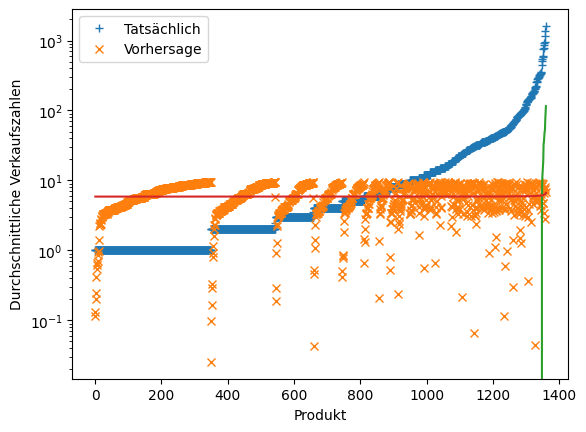 Tatsächlich
Vorhersage
Durchschnittliche Verkaufszahlen
10³
10²
10¹
10⁰
10⁻¹
0 200 400 600 800 1000 1200 1400
Produkt